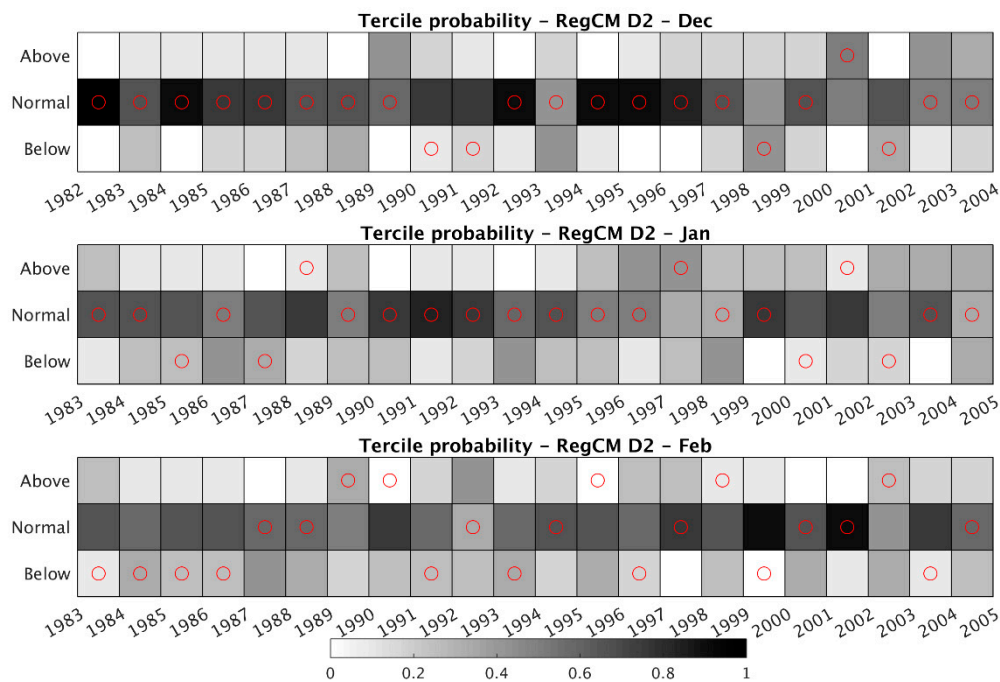 Tercile probability – RegCM D2 – Dec
Above
Normal
Below
1982 1983 1984 1985 1986 1987 1988 1989 1990 1991 1992 1993 1994 1995 1996 1997 1998 1999 2000 2001 2002 2003 2004
Tercile probability – RegCM D2 – Jan
Above
Normal
Below
1983 1984 1985 1986 1987 1988 1989 1990 1991 1992 1993 1994 1995 1996 1997 1998 1999 2000 2001 2002 2003 2004 2005
Tercile probability – RegCM D2 – Feb
Above
Normal
Below
1983 1984 1985 1986 1987 1988 1989 1990 1991 1992 1993 1994 1995 1996 1997 1998 1999 2000 2001 2002 2003 2004 2005
0 0.2 0.4 0.6 0.8 1